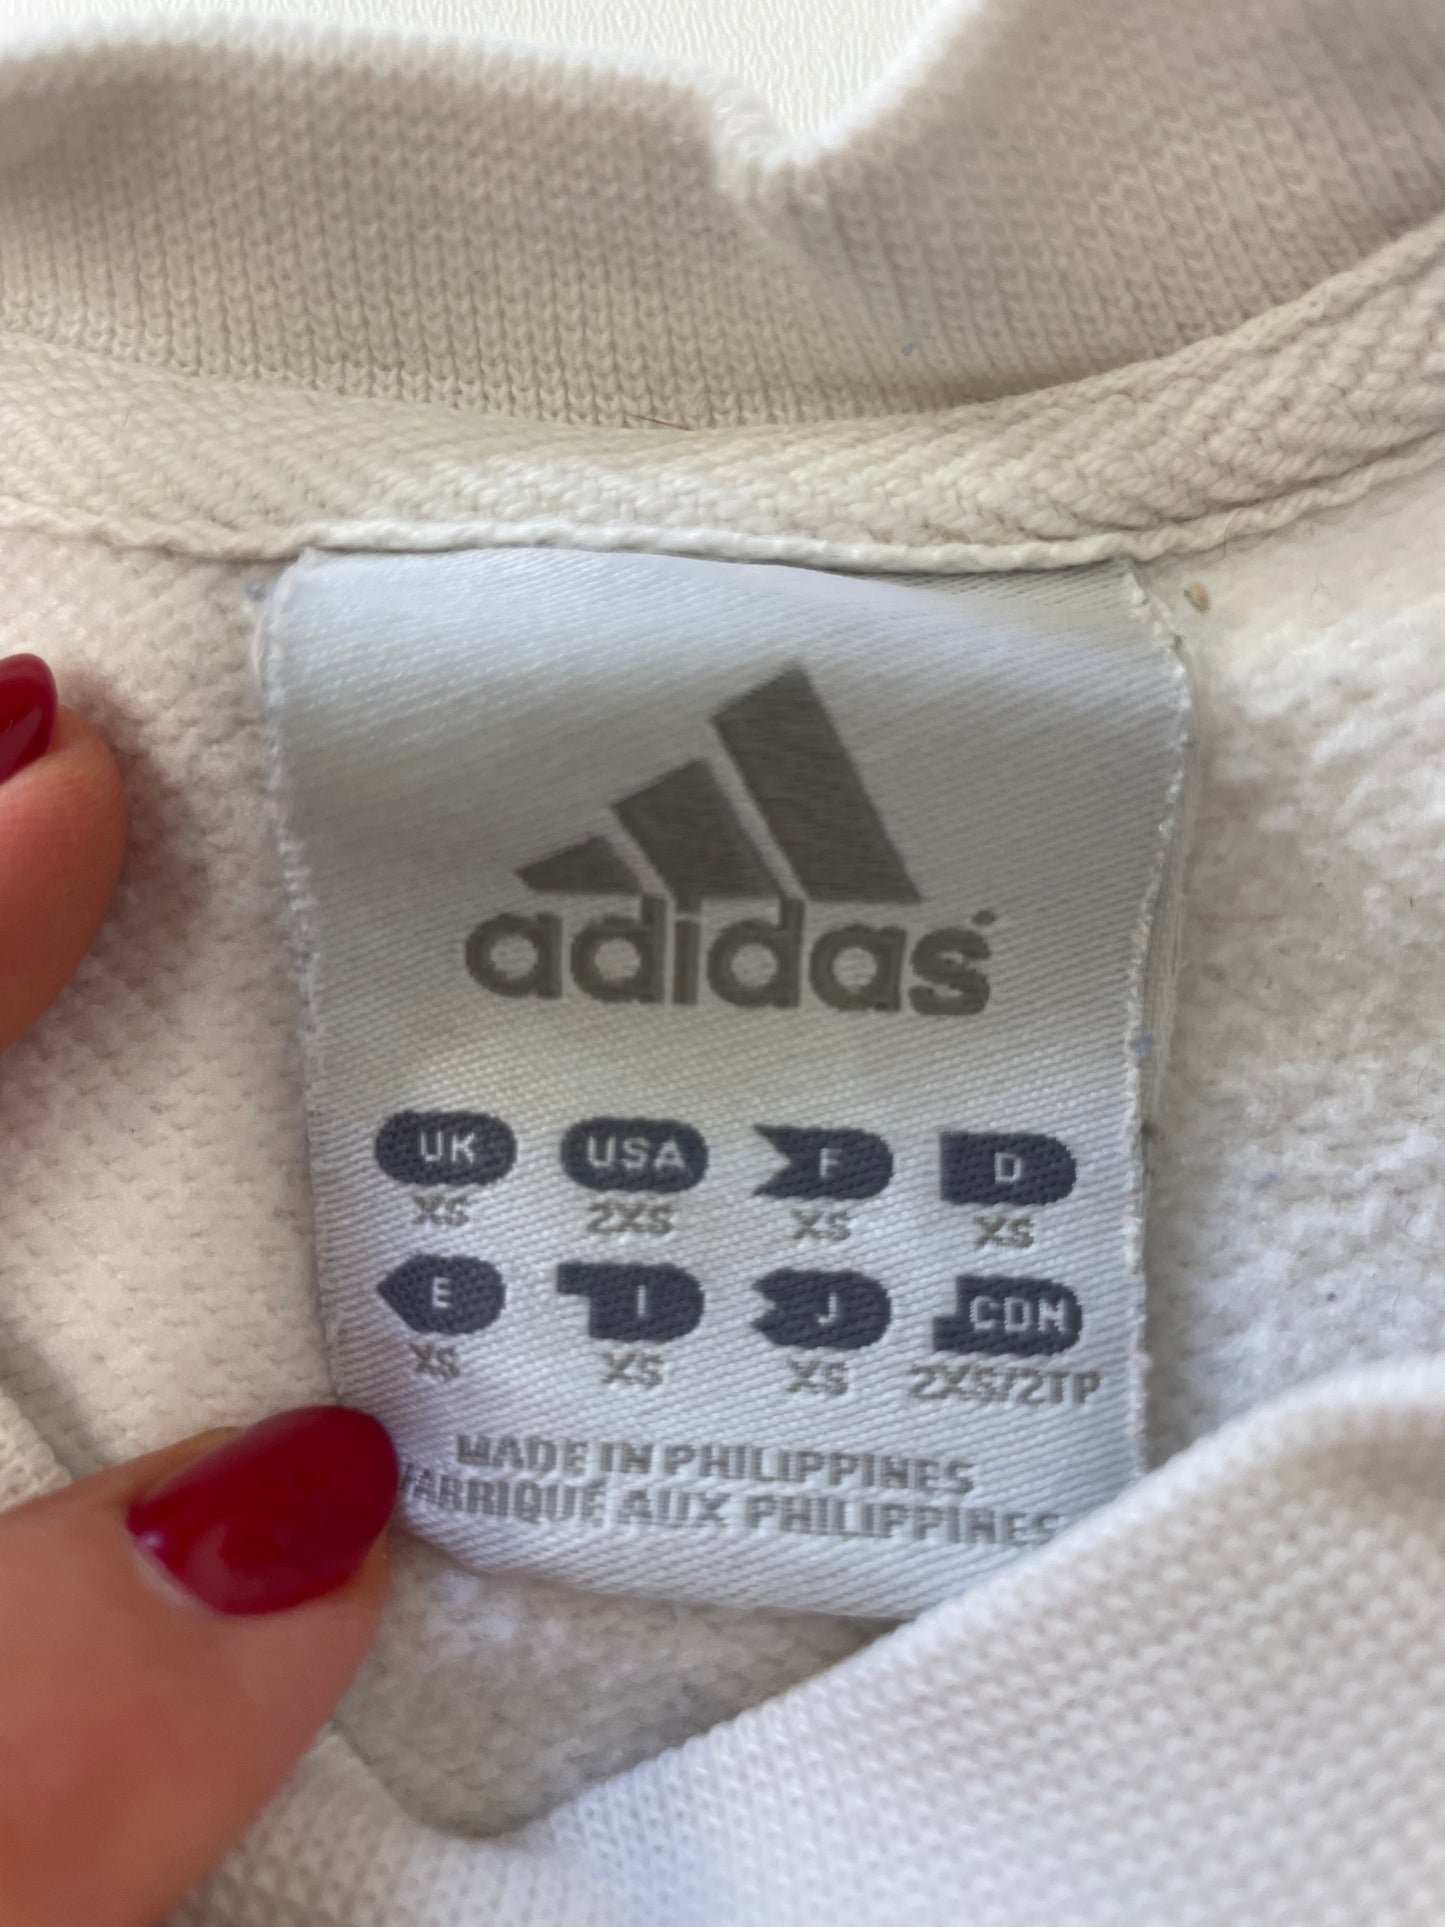 adidas
UK USA F D
XS 2XS XS XS
E I J CDN
XS XS XS 2XS/2TP
MADE IN PHILIPPINES
FABRIQUÉ AUX PHILIPPINES